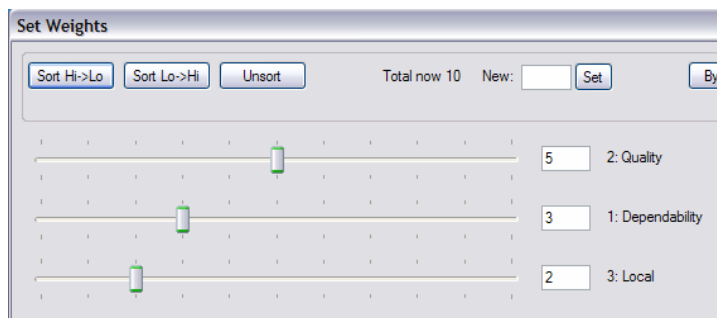 Set Weights
Sort Hi->Lo Sort Lo->Hi Unsort Total now 10 New: Set By
5 2: Quality
3 1: Dependability
2 3: Local